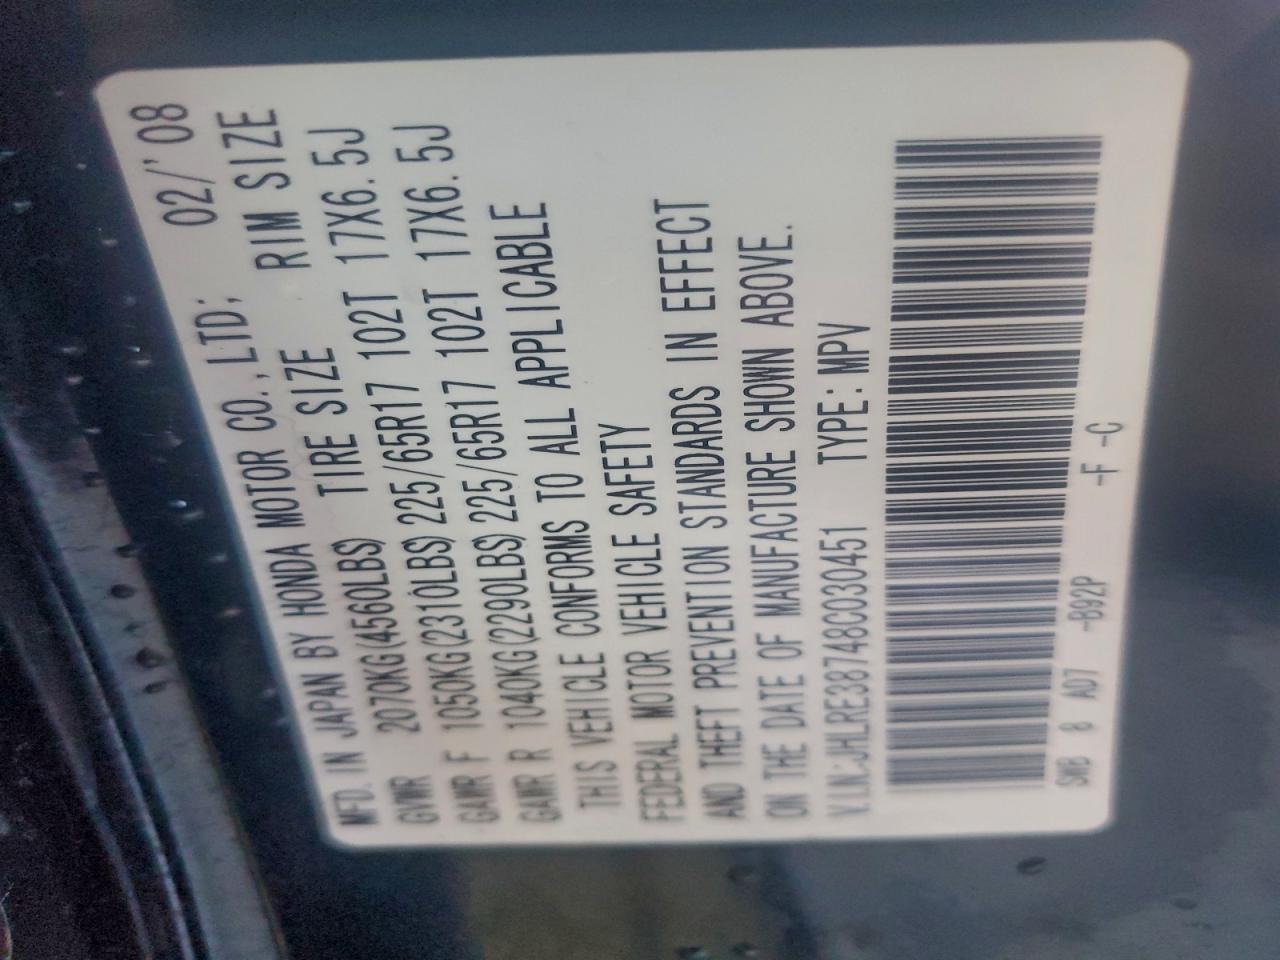 MFD. IN JAPAN BY HONDA MOTOR CO.,LTD; 02/'08
GVWR 2070KG(4560LBS) TIRE SIZE RIM SIZE
GAWR F 1050KG(2310LBS)225/65R17 102T 17X6.5J
GAWR R 1040KG(2290LBS)225/65R17 102T 17X6.5J
THIS VEHICLE CONFORMS TO ALL APPLICABLE
FEDERAL MOTOR VEHICLE SAFETY
AND THEFT PREVENTION STANDARDS IN EFFECT
ON THE DATE OF MANUFACTURE SHOWN ABOVE.
V.I.N:JHLRE38748C030451 TYPE:MPV
SWB 8 AD7 -B92P -F -C